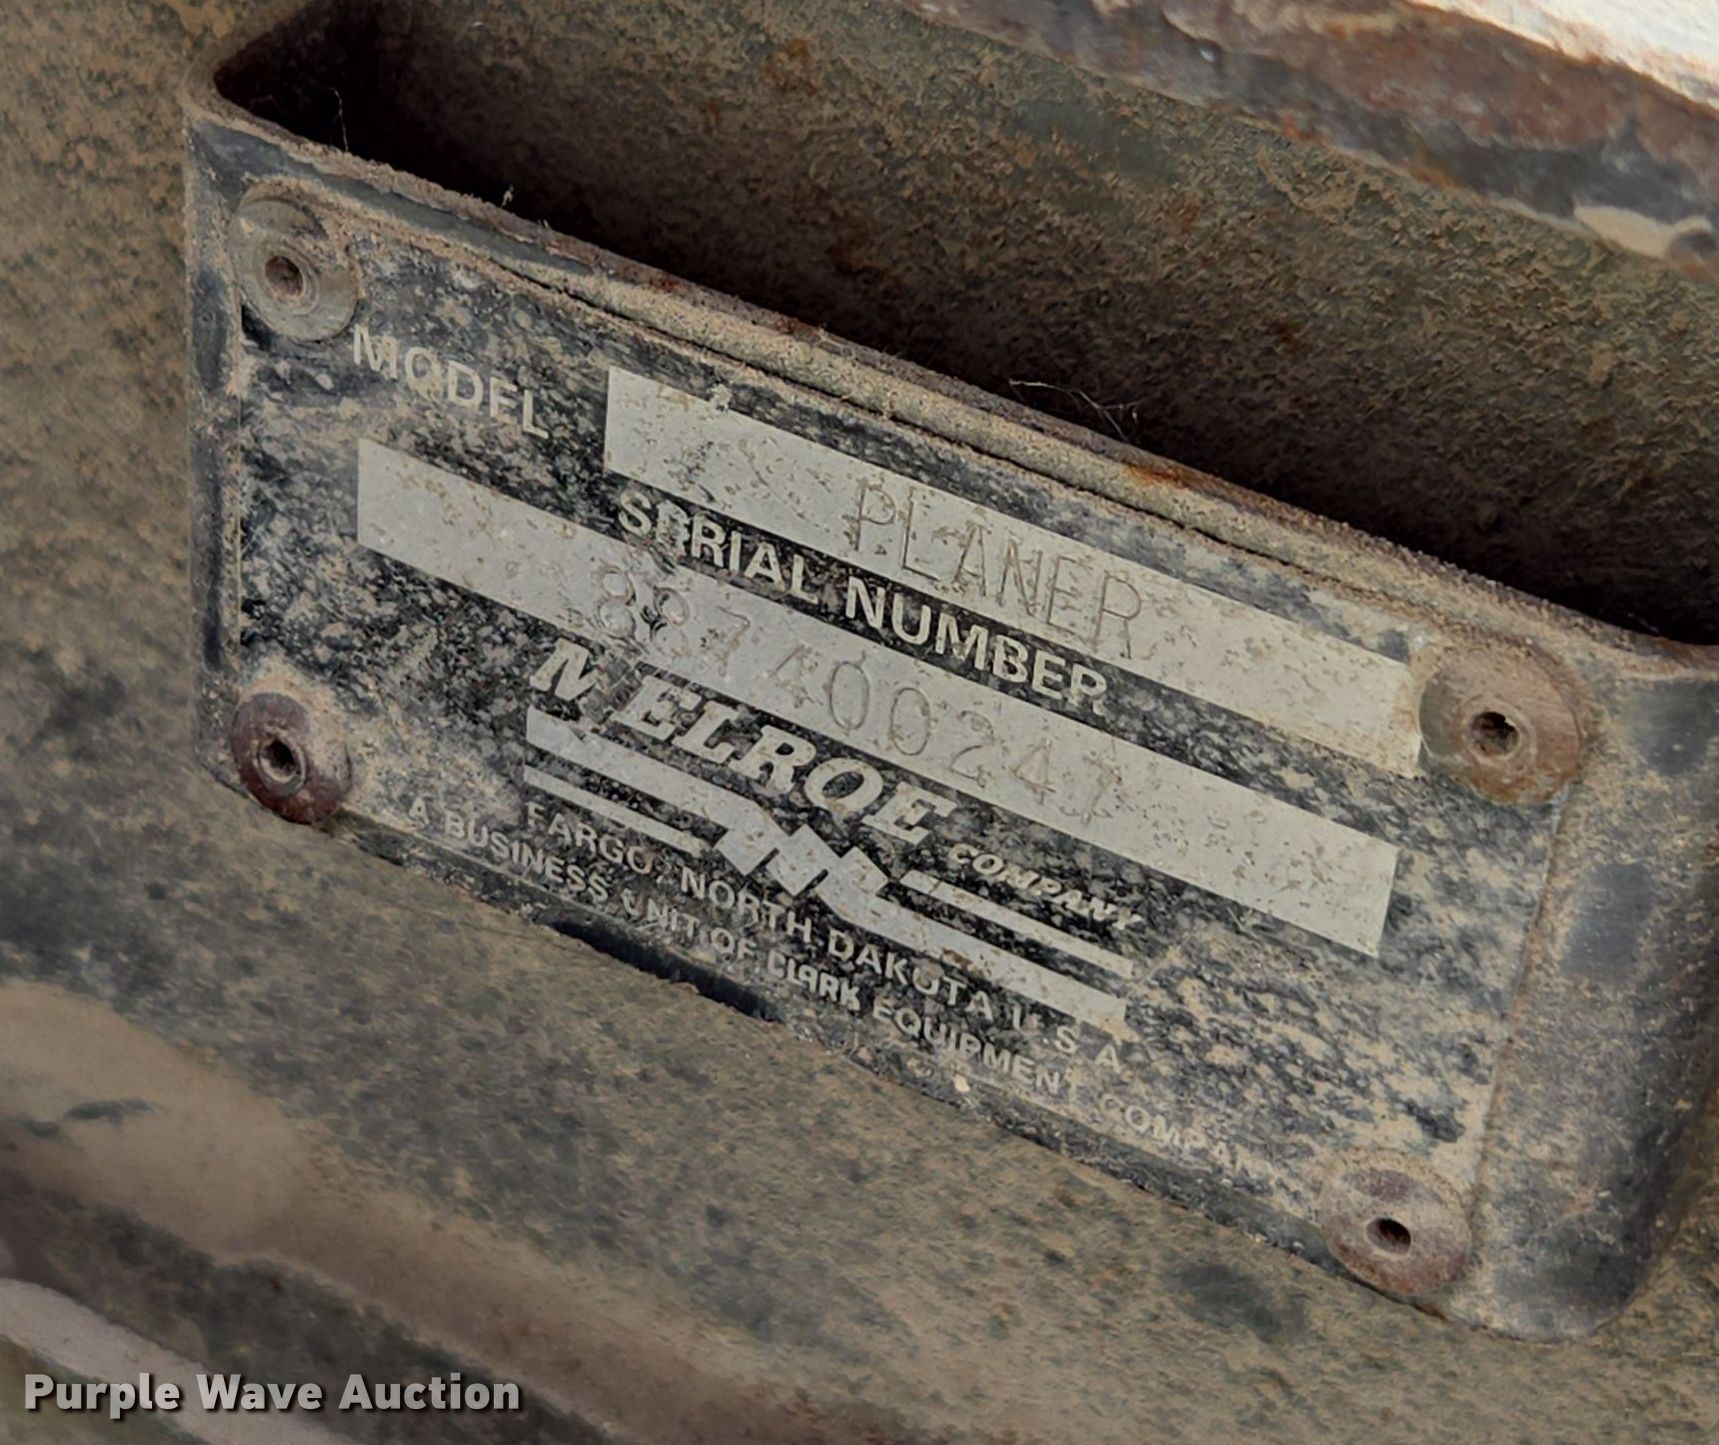 MODEL PLANER
SERIAL NUMBER
887400247
MELROE COMPANY
FARGO, NORTH DAKOTA U.S.A.
A BUSINESS UNIT OF CLARK EQUIPMENT COMPANY
Purple Wave Auction